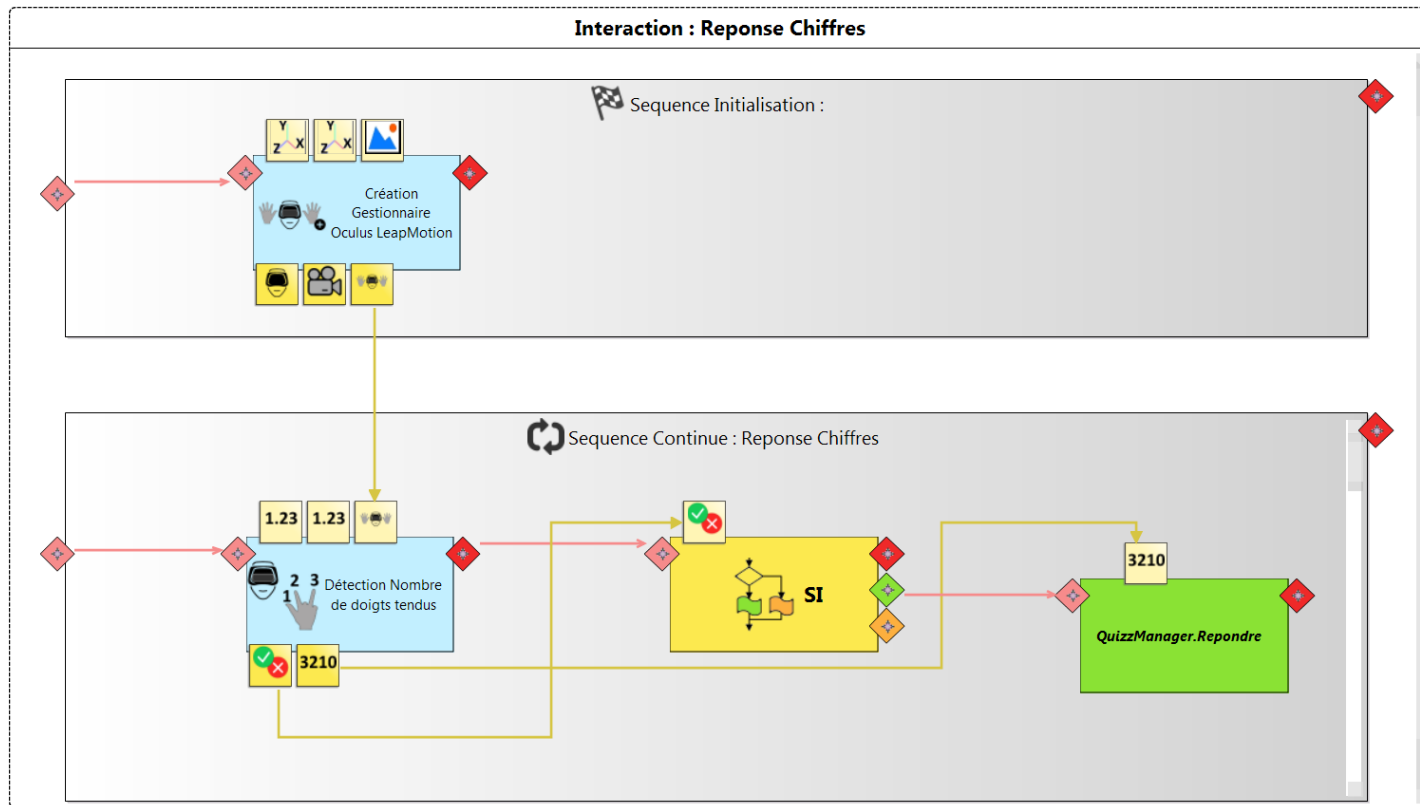 Interaction : Reponse Chiffres
Sequence Initialisation :
Y
Z X
Y
Z X
Création
Gestionnaire
Oculus LeapMotion
Sequence Continue : Reponse Chiffres
1.23
1.23
2 3
1
Détection Nombre
de doigts tendus
3210
SI
3210
QuizzManager.Repondre